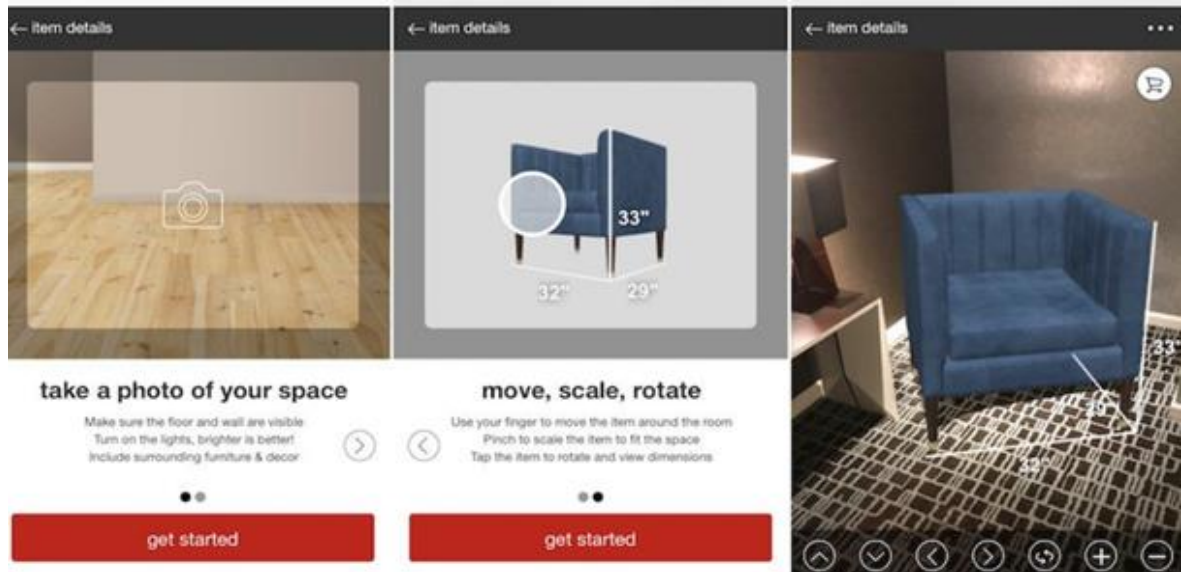 ← item details
take a photo of your space
Make sure the floor and wall are visible
Turn on the lights, brighter is better!
Include surrounding furniture & decor
get started
← item details
33"
32"
29"
move, scale, rotate
Use your finger to move the item around the room
Pinch to scale the item to fit the space
Tap the item to rotate and view dimensions
get started
← item details
33"
29"
32"